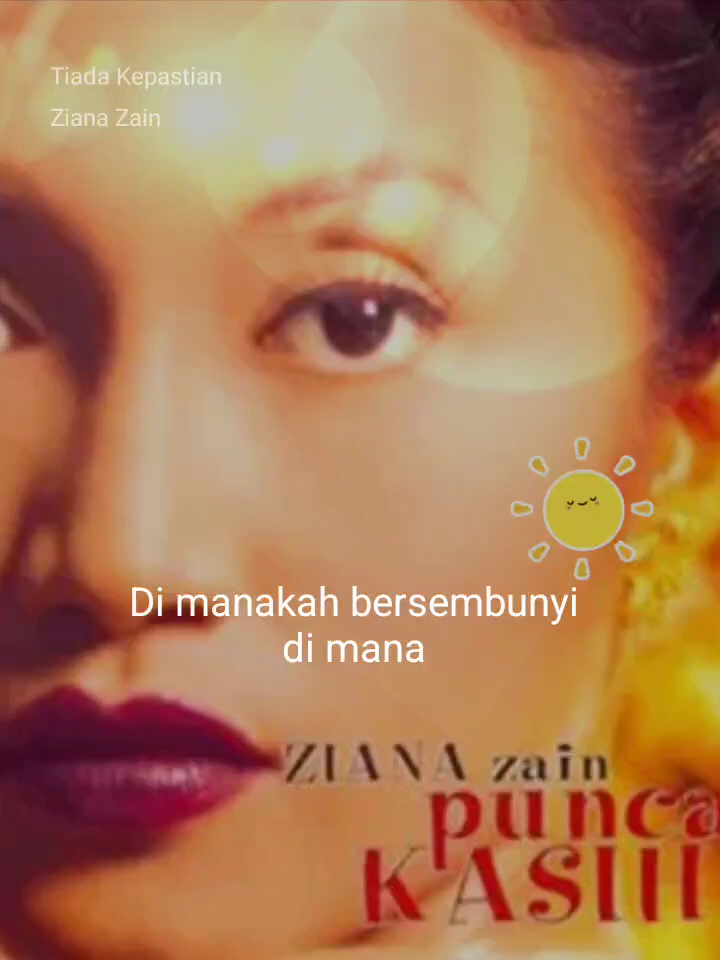 Tiada Kepastian
Ziana Zain
Di manakah bersembunyi
di mana
ZIANA zain
punca
KASIH